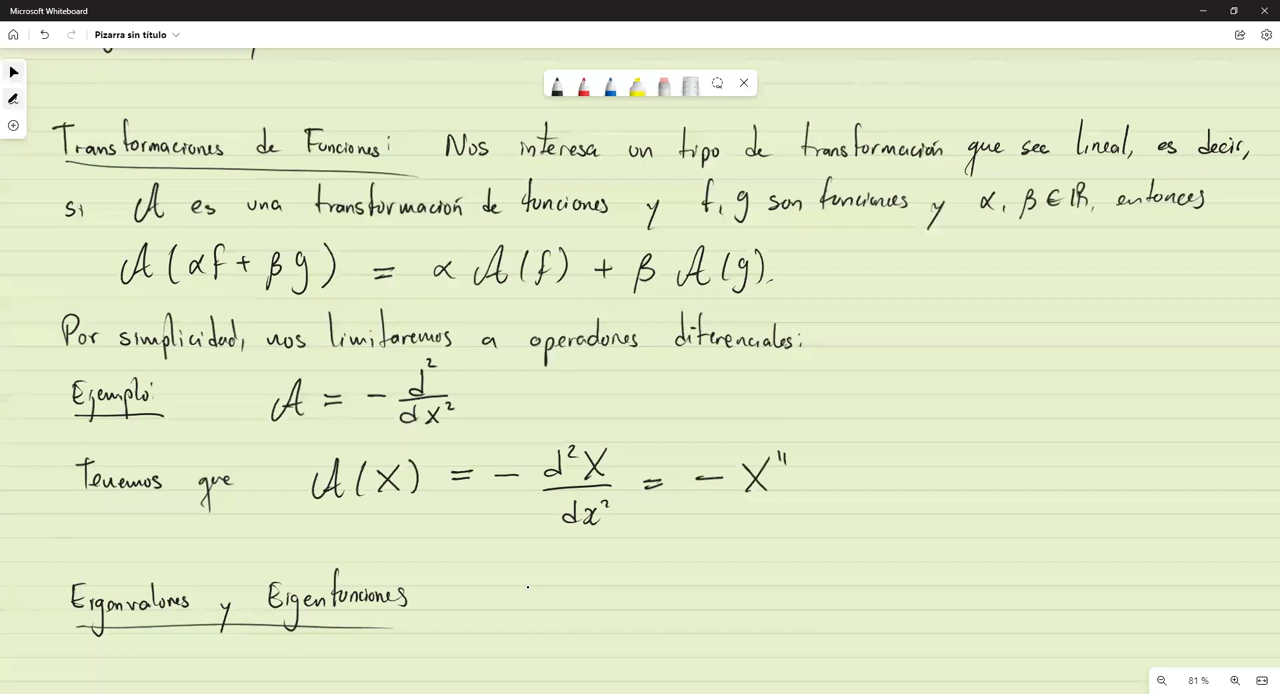 Microsoft Whiteboard
Pizarra sin título
Transformaciones de Funciones: Nos interesa un tipo de transformación que see lineal, es decir,
si 𝒜 es una transformación de funciones y f, g son funciones y α, β ∈ ℝ, entonces
𝒜(αf + βg) = α𝒜(f) + β𝒜(g).
Por simplicidad, nos limitaremos a operadores diferenciales:
Ejemplo: 𝒜 = - d²/dx²
Tenemos que 𝒜(X) = - d²X/dx² = - X"
Eigenvalores y Eigenfunciones
81 %